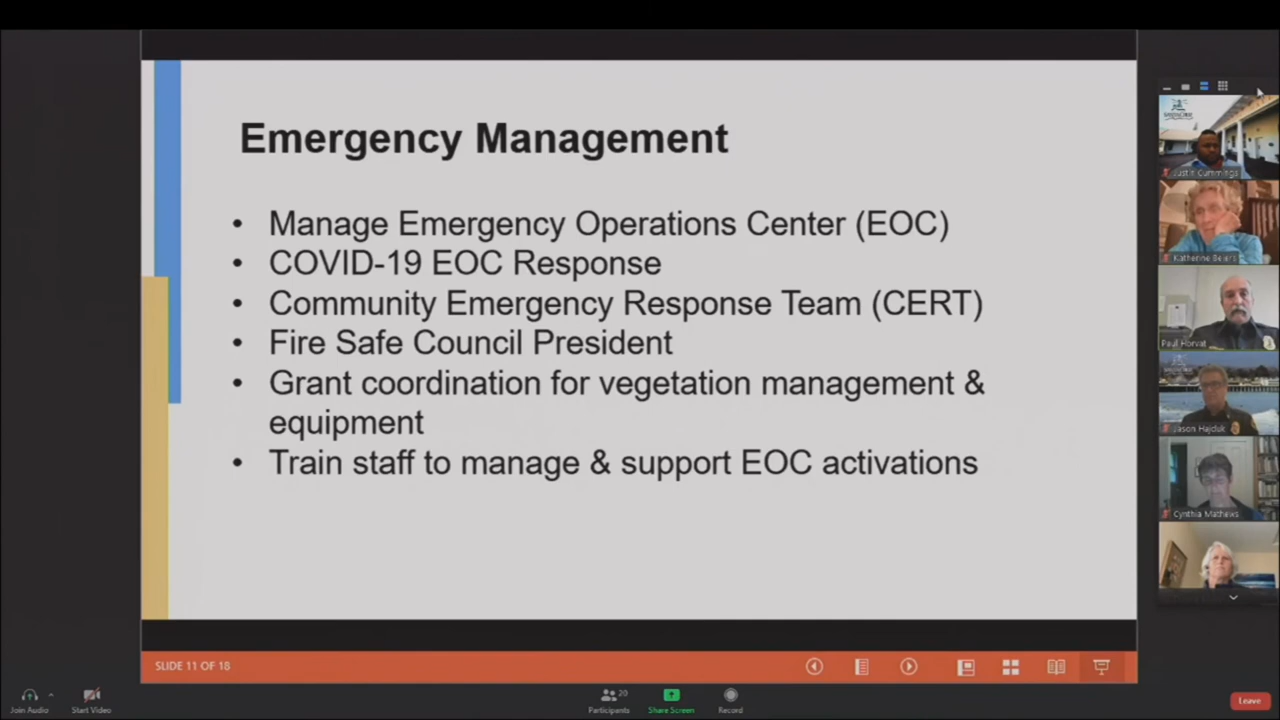 Emergency Management
• Manage Emergency Operations Center (EOC)
• COVID-19 EOC Response
• Community Emergency Response Team (CERT)
• Fire Safe Council President
• Grant coordination for vegetation management &
equipment
• Train staff to manage & support EOC activations
SLIDE 11 OF 18
Justin Cummings
Katherine Beiers
Paul Horvat
Jason Hajduk
Cynthia Mathews
Join Audio
Start Video
20
Participants
Share Screen
Record
Leave